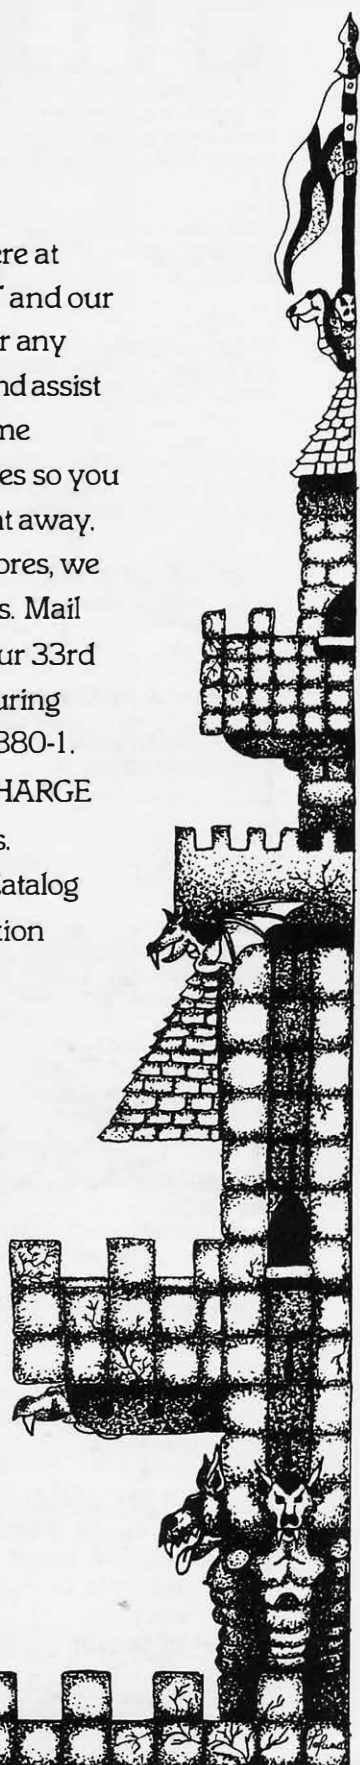 ere at
and our
r any
nd assist
me
es so you
nt away.
ores, we
s. Mail
ur 33rd
uring
880-1.
HARGE
s.
Catalog
tion